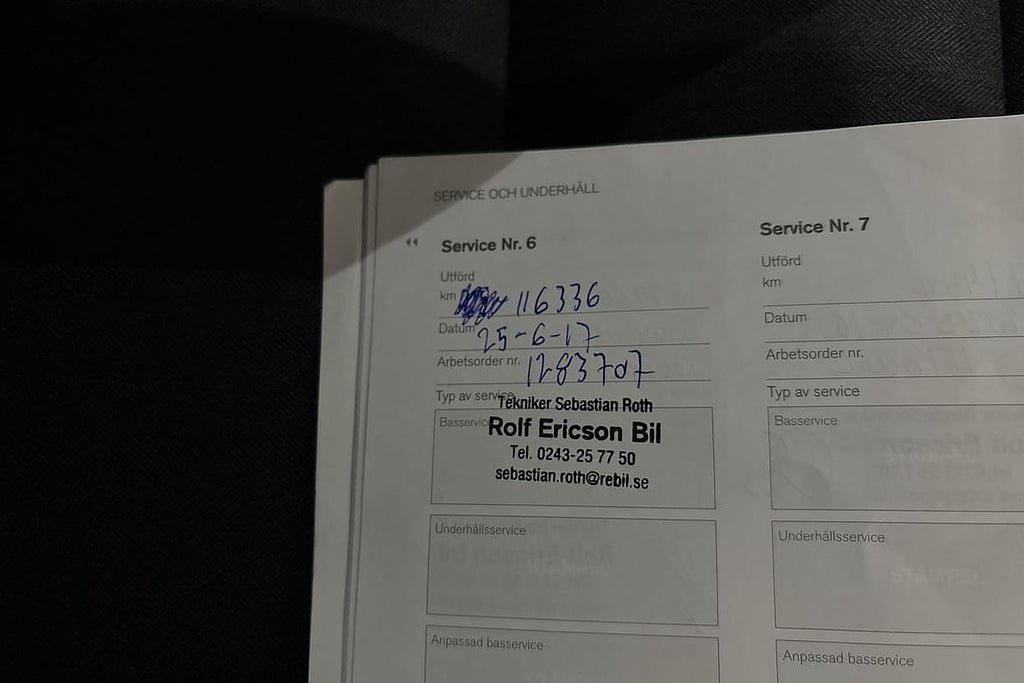 SERVICE OCH UNDERHÅLL
Service Nr. 6
Utförd
km 116336
Datum 25-6-17
Arbetsorder nr. 1283707
Typ av service
Tekniker Sebastian Roth
Basservice
Rolf Ericson Bil
Tel. 0243-25 77 50
sebastian.roth@rebil.se
Underhållsservice
Anpassad basservice
Service Nr. 7
Utförd
km
Datum
Arbetsorder nr.
Typ av service
Basservice
Underhållsservice
Anpassad basservice